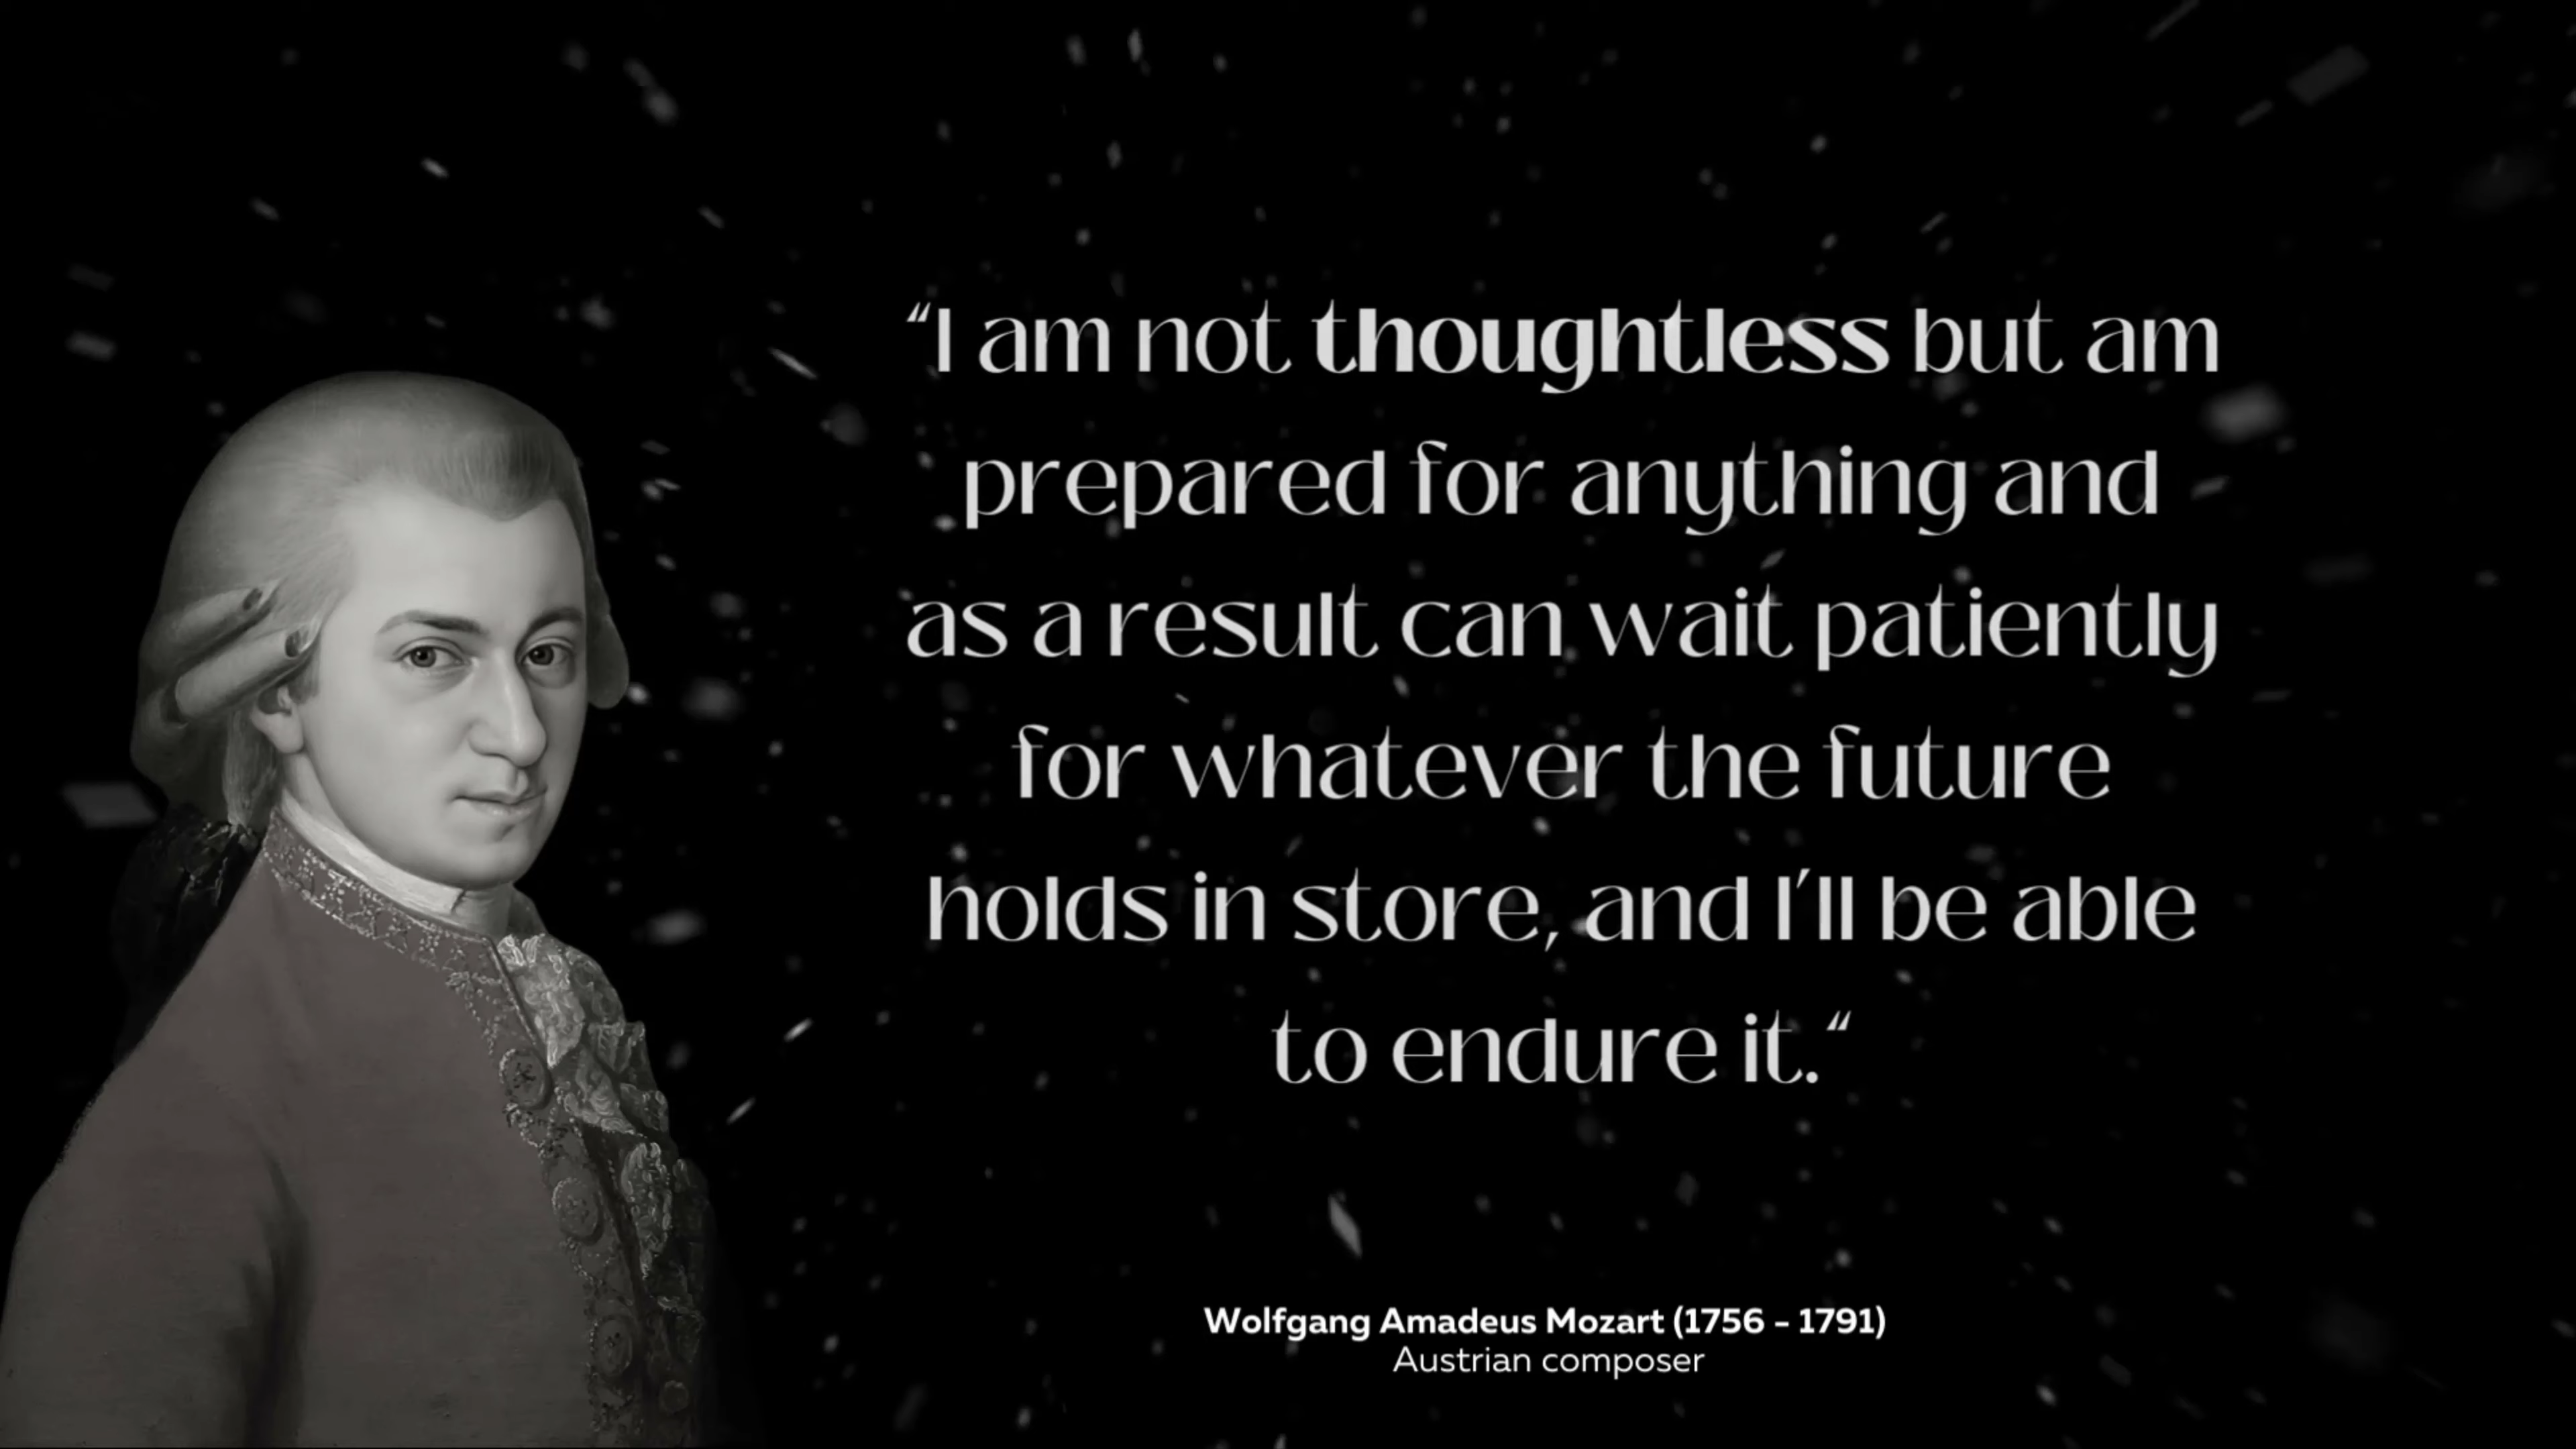 “I am not thoughtless but am
prepared for anything and
as a result can wait patiently
for whatever the future
holds in store, and I’ll be able
to endure it.“
Wolfgang Amadeus Mozart (1756 - 1791)
Austrian composer